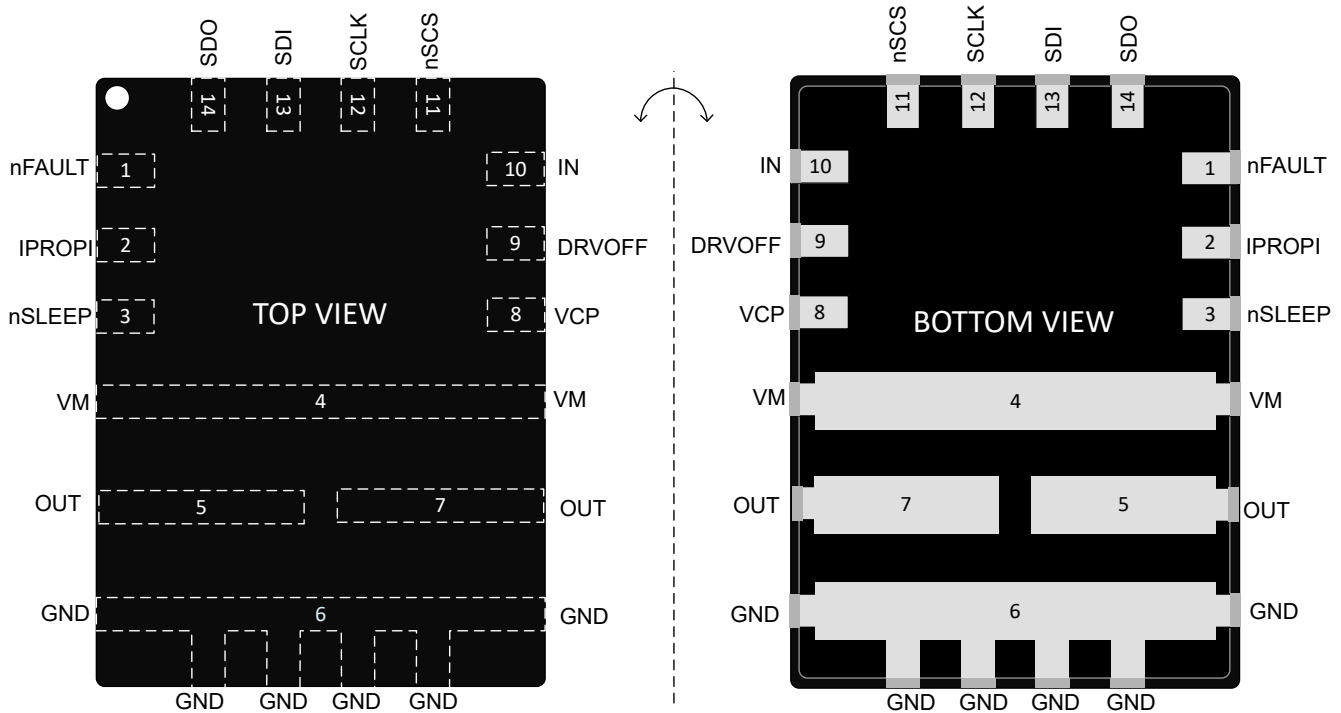 SDO SDI SCLK nSCS
14 13 12 11
nFAULT 1 10 IN
IPROPI 2 9 DRVOFF
nSLEEP 3 TOP VIEW 8 VCP
VM 4 VM
OUT 5 7 OUT
GND 6 GND
GND GND GND GND
nSCS SCLK SDI SDO
11 12 13 14
IN 10 1 nFAULT
DRVOFF 9 2 IPROPI
VCP 8 BOTTOM VIEW 3 nSLEEP
VM 4 VM
OUT 7 5 OUT
GND 6 GND
GND GND GND GND